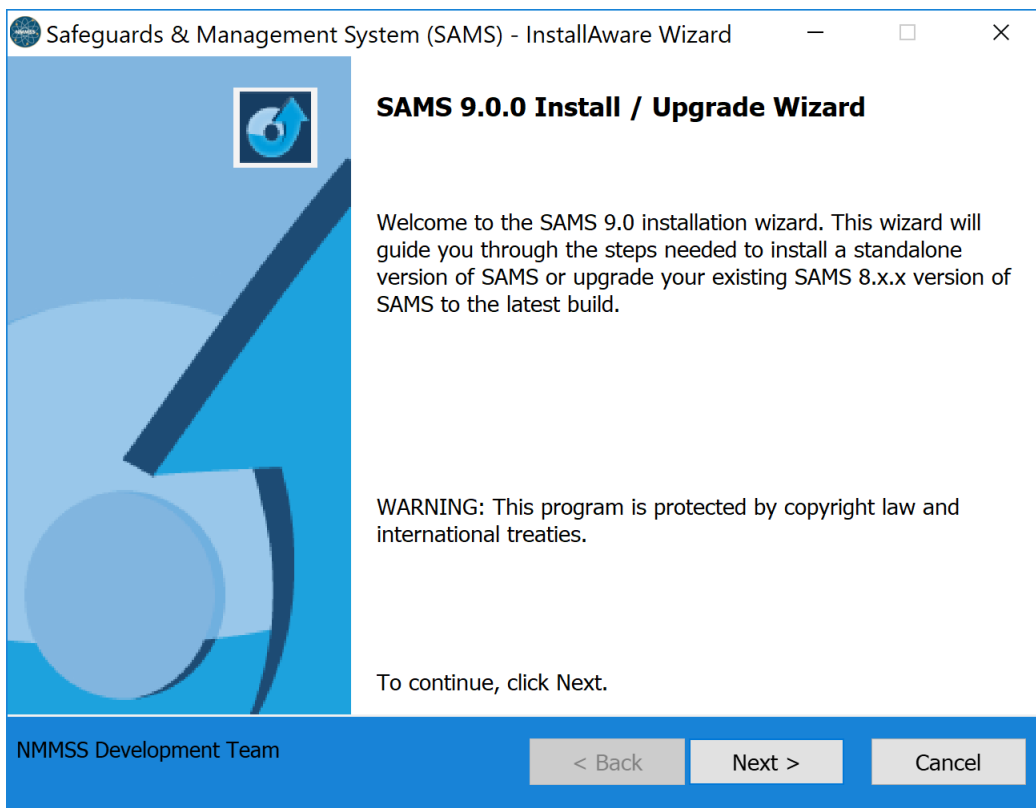 Safeguards & Management System (SAMS) - InstallAware Wizard
SAMS 9.0.0 Install / Upgrade Wizard
Welcome to the SAMS 9.0 installation wizard. This wizard will
guide you through the steps needed to install a standalone
version of SAMS or upgrade your existing SAMS 8.x.x version of
SAMS to the latest build.
WARNING: This program is protected by copyright law and
international treaties.
To continue, click Next.
NMMSS Development Team
< Back
Next >
Cancel